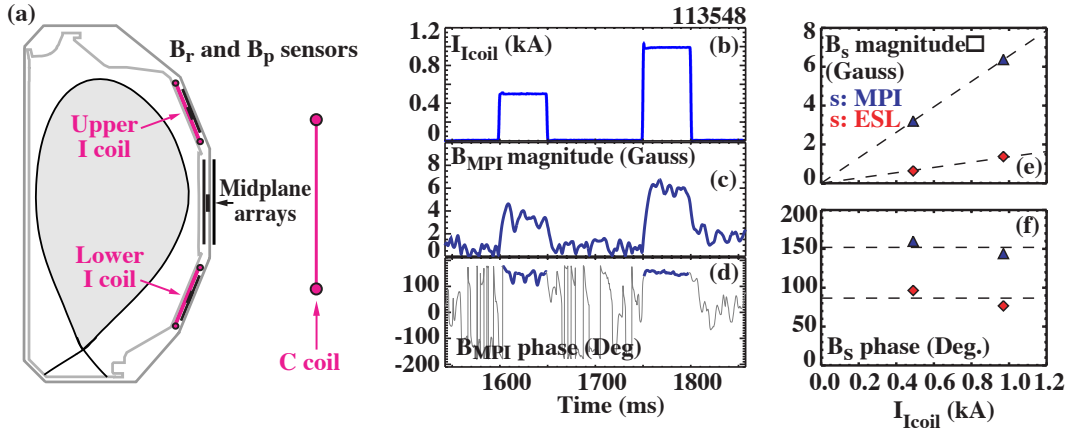 (a)
B_r and B_p sensors
Upper
I coil
Midplane
arrays
Lower
I coil
C coil
113548
I_Icoil (kA)
(b)
1.2
0.8
0.4
0
B_MPI magnitude (Gauss)
(c)
6
4
2
0
(d)
100
0
-100
-200
B_MPI phase (Deg)
1600
1700
1800
Time (ms)
8
6
4
2
0
B_s magnitude□
(Gauss)
s: MPI
s: ESL
(e)
200
150
100
50
0
(f)
B_S phase (Deg.)
0.0
0.2
0.4
0.6
0.8
1.0
1.2
I_Icoil (kA)